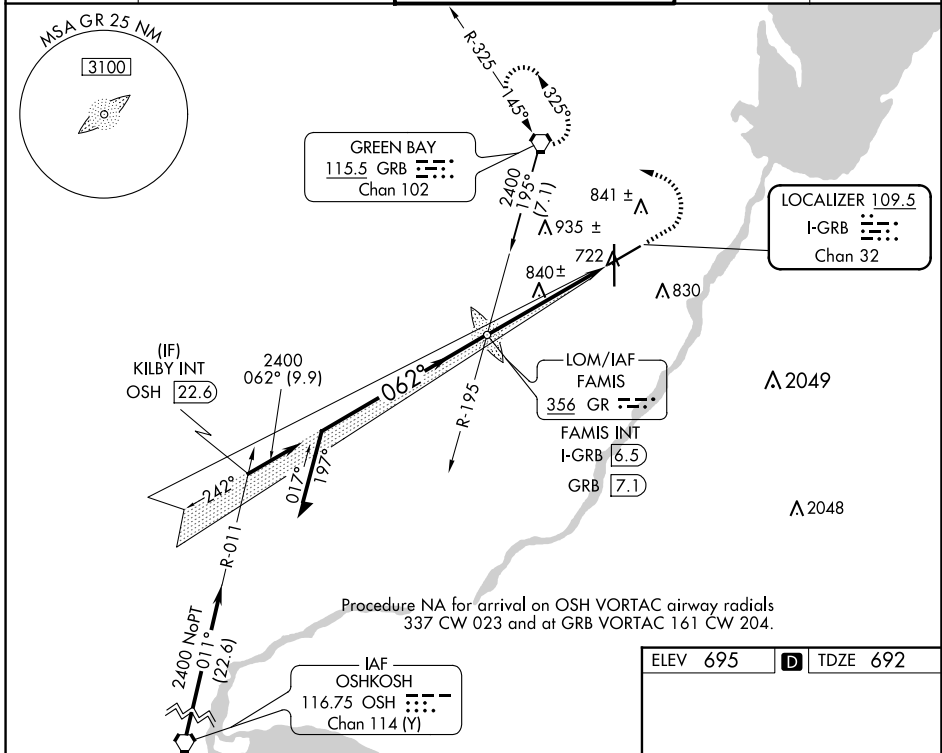 MSA GR 25 NM
3100
R-325
145°
325°
GREEN BAY
115.5 GRB
Chan 102
2400
195°
(7.1)
841 ±
935 ±
722
840 ±
830
LOCALIZER 109.5
I-GRB
Chan 32
(IF)
KILBY INT
OSH 22.6
2400
062° (9.9)
062°
R-195
LOM/IAF
FAMIS
356 GR
FAMIS INT
I-GRB 6.5
GRB 7.1
2049
2048
242°
017°
197°
R-011
2400 NoPT
011°
(22.6)
Procedure NA for arrival on OSH VORTAC airway radials
337 CW 023 and at GRB VORTAC 161 CW 204.
IAF
OSHKOSH
116.75 OSH
Chan 114 (Y)
ELEV 695 D TDZE 692